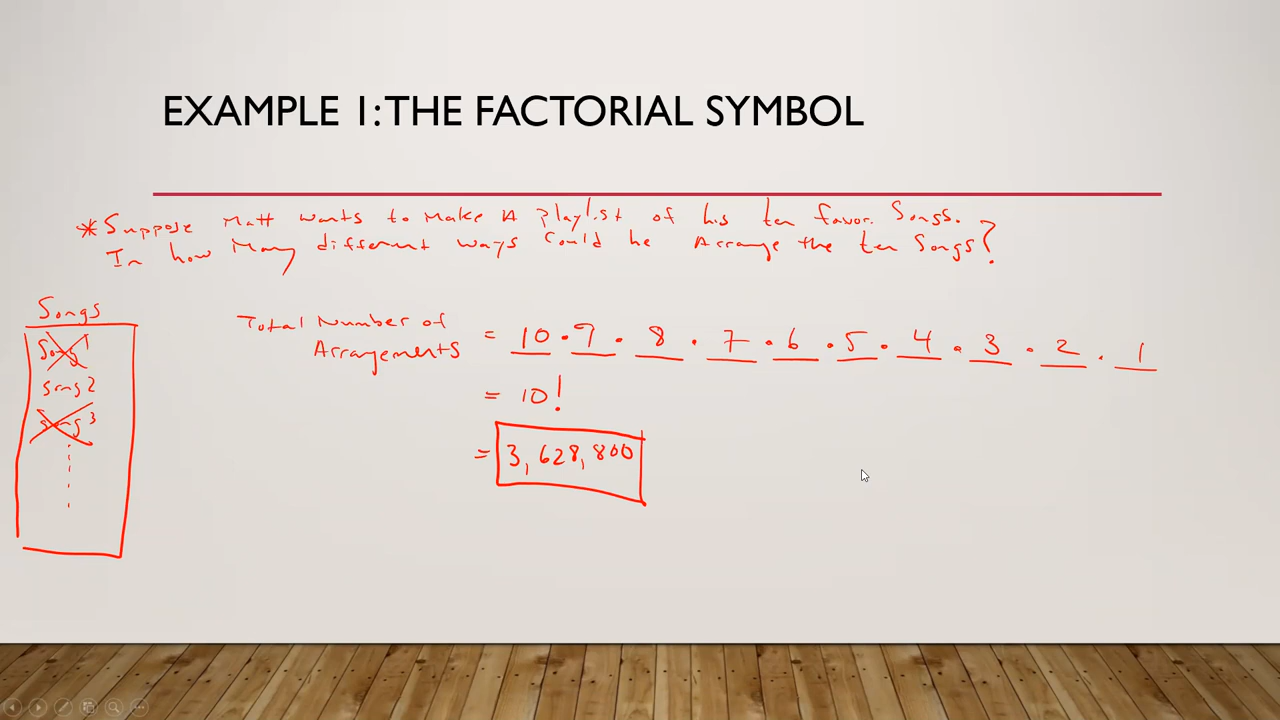 EXAMPLE 1: THE FACTORIAL SYMBOL
*Suppose Matt wants to make A playlist of his ten favor. Songs.
In how Many different ways could he Arrange the ten Songs?
Songs
Song 1
song 2
song 3
Total Number of
Arrangements
= 10 · 9 · 8 · 7 · 6 · 5 · 4 · 3 · 2 · 1
= 10!
= 3,628,800